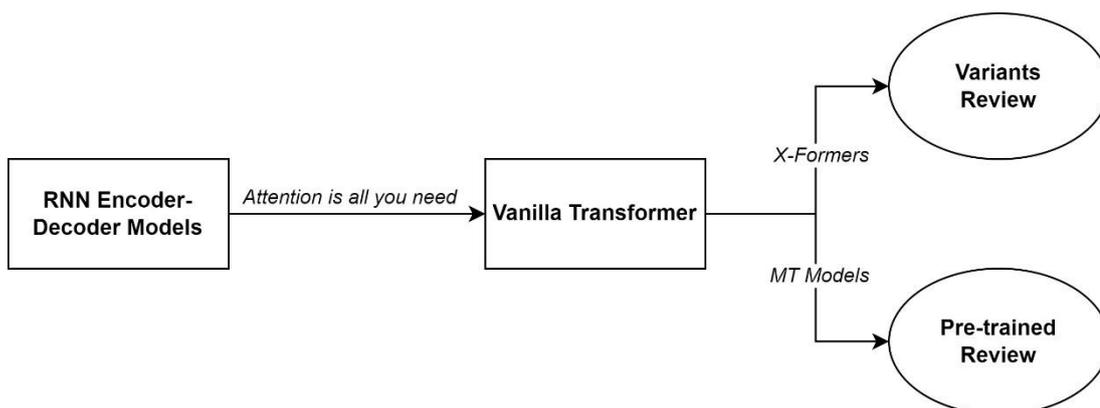 RNN Encoder-
Decoder Models
Attention is all you need
Vanilla Transformer
X-Formers
Variants
Review
MT Models
Pre-trained
Review